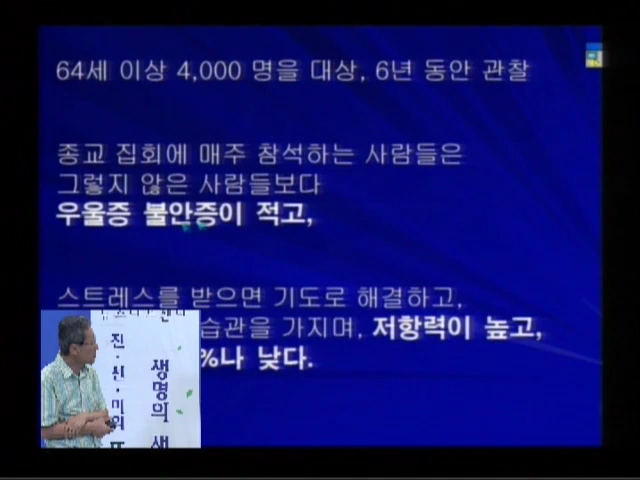 64세 이상 4,000 명을 대상, 6년 동안 관찰
종교 집회에 매주 참석하는 사람들은
그렇지 않은 사람들보다
우울증 불안증이 적고,
스트레스를 받으면 기도로 해결하고,
습관을 가지며, 저항력이 높고,
%나 낮다.
진·신·미의
생명의